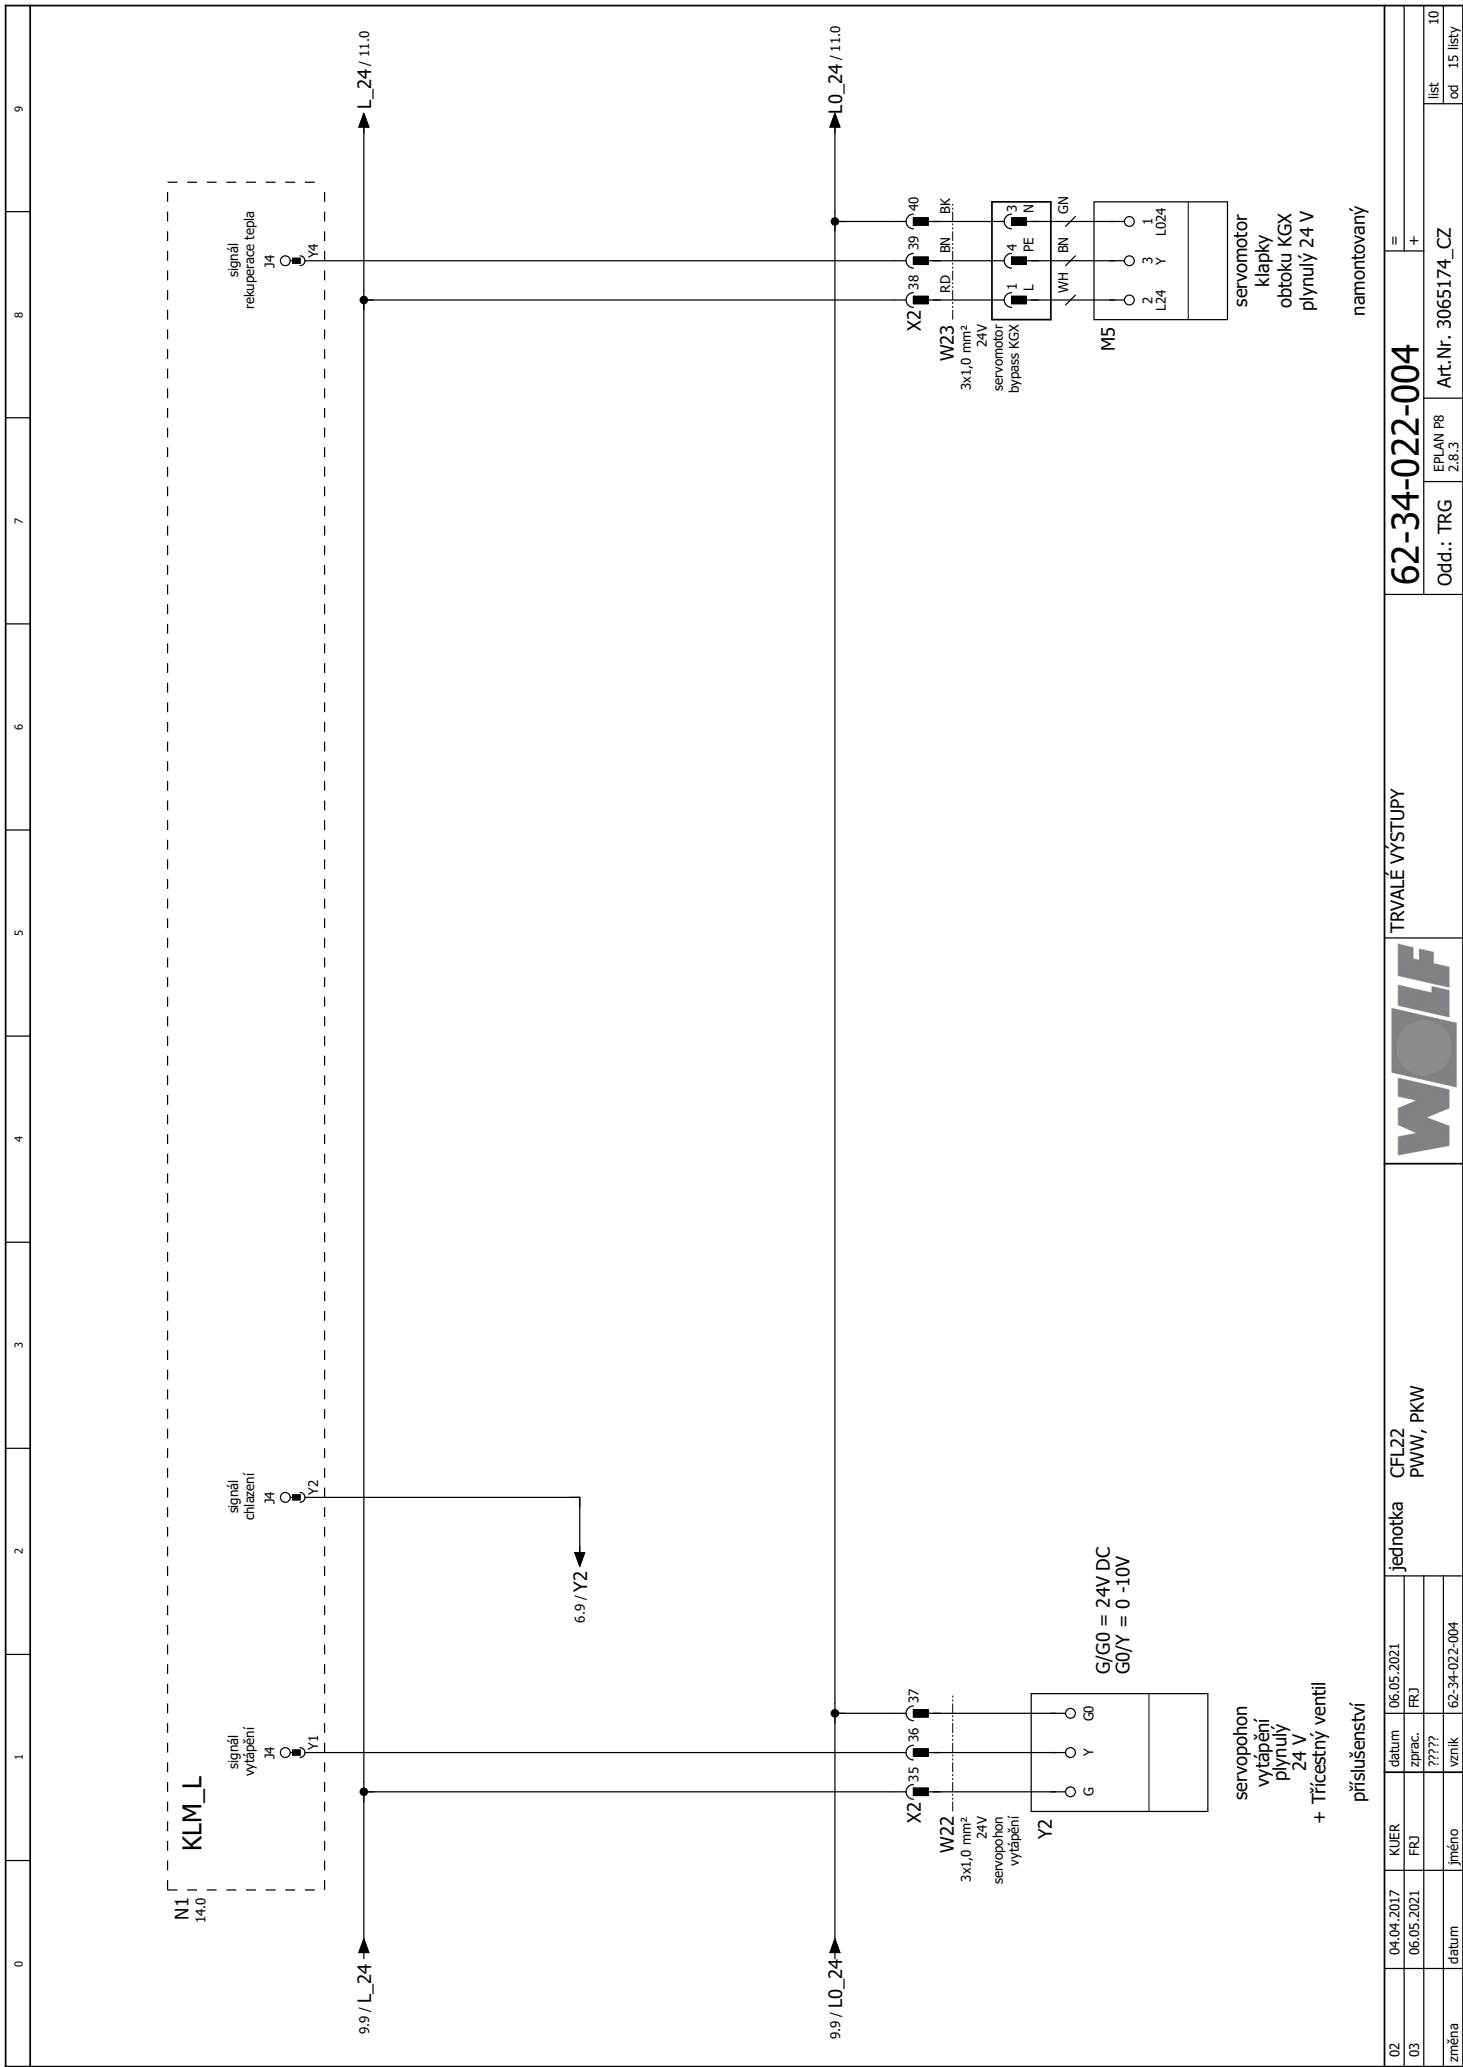 0 1 2 3 4 5 6 7 8 9
N1
14.0
KLM_L
signál
vytápění
J4
Y1
signál
chlazení
J4
Y2
signál
rekuperace tepla
J4
Y4
9.9 / L_24
L_24 / 11.0
6.9 / Y2
9.9 / L0_24
L0_24 / 11.0
X2 35 36 37
W22
3x1,0 mm²
24V
servopohon
vytápění
Y2
G Y G0
G/G0 = 24V DC
G0/Y = 0 -10V
servopohon
vytápění
plynulý
24 V
+ Třícestný ventil
příslušenství
X2 38 39 40
RD BN BK
W23
3x1,0 mm²
24V
servomotor
bypass KGX
1 4 3
L PE N
WH BN GN
M5
2 3 1
L24 Y L024
servomotor
klapky
obtoku KGX
plynulý 24 V
namontovaný
02 04.04.2017 KUER datum 06.05.2021
03 06.05.2021 FRJ zprac. FRJ
?????
změna datum jméno vznik 62-34-022-004
jednotka CFL22
PWW, PKW
WOLF
TRVALÉ VÝSTUPY
62-34-022-004
=
+
Odd.: TRG
EPLAN P8
2.8.3
Art.Nr. 3065174_CZ
list 10
od 15 listy